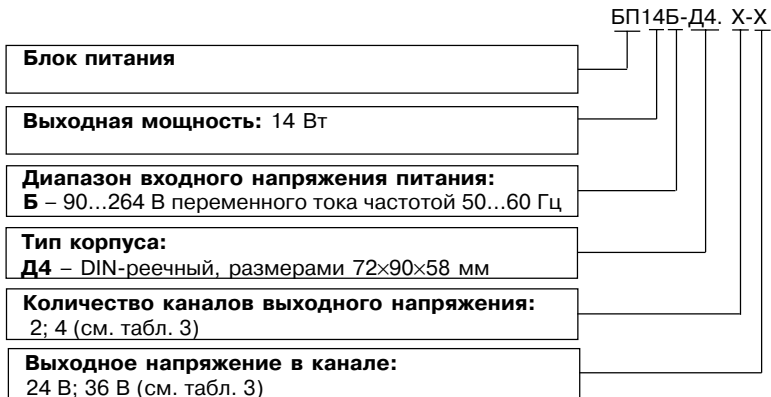 БП14Б-Д4. Х-Х
Блок питания
Выходная мощность: 14 Вт
Диапазон входного напряжения питания:
Б – 90...264 В переменного тока частотой 50...60 Гц
Тип корпуса:
Д4 – DIN-реечный, размерами 72×90×58 мм
Количество каналов выходного напряжения:
2; 4 (см. табл. 3)
Выходное напряжение в канале:
24 В; 36 В (см. табл. 3)